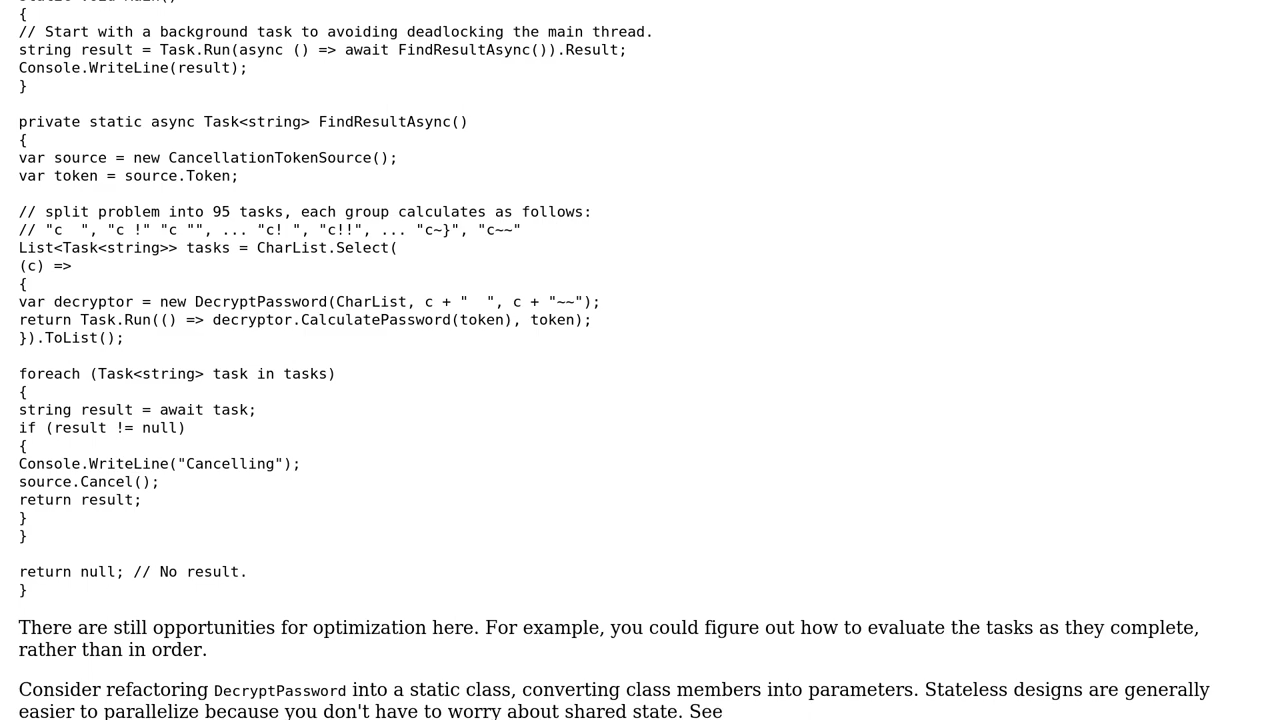 {
// Start with a background task to avoiding deadlocking the main thread.
string result = Task.Run(async () => await FindResultAsync()).Result;
Console.WriteLine(result);
}

private static async Task<string> FindResultAsync()
{
var source = new CancellationTokenSource();
var token = source.Token;

// split problem into 95 tasks, each group calculates as follows:
// "c  ", "c !" "c "", ... "c! ", "c!!", ... "c~}", "c~~"
List<Task<string>> tasks = CharList.Select(
(c) =>
{
var decryptor = new DecryptPassword(CharList, c + "  ", c + "~~");
return Task.Run(() => decryptor.CalculatePassword(token), token);
}).ToList();

foreach (Task<string> task in tasks)
{
string result = await task;
if (result != null)
{
Console.WriteLine("Cancelling");
source.Cancel();
return result;
}
}

return null; // No result.
}
There are still opportunities for optimization here. For example, you could figure out how to evaluate the tasks as they complete,
rather than in order.
Consider refactoring DecryptPassword into a static class, converting class members into parameters. Stateless designs are generally
easier to parallelize because you don't have to worry about shared state. See